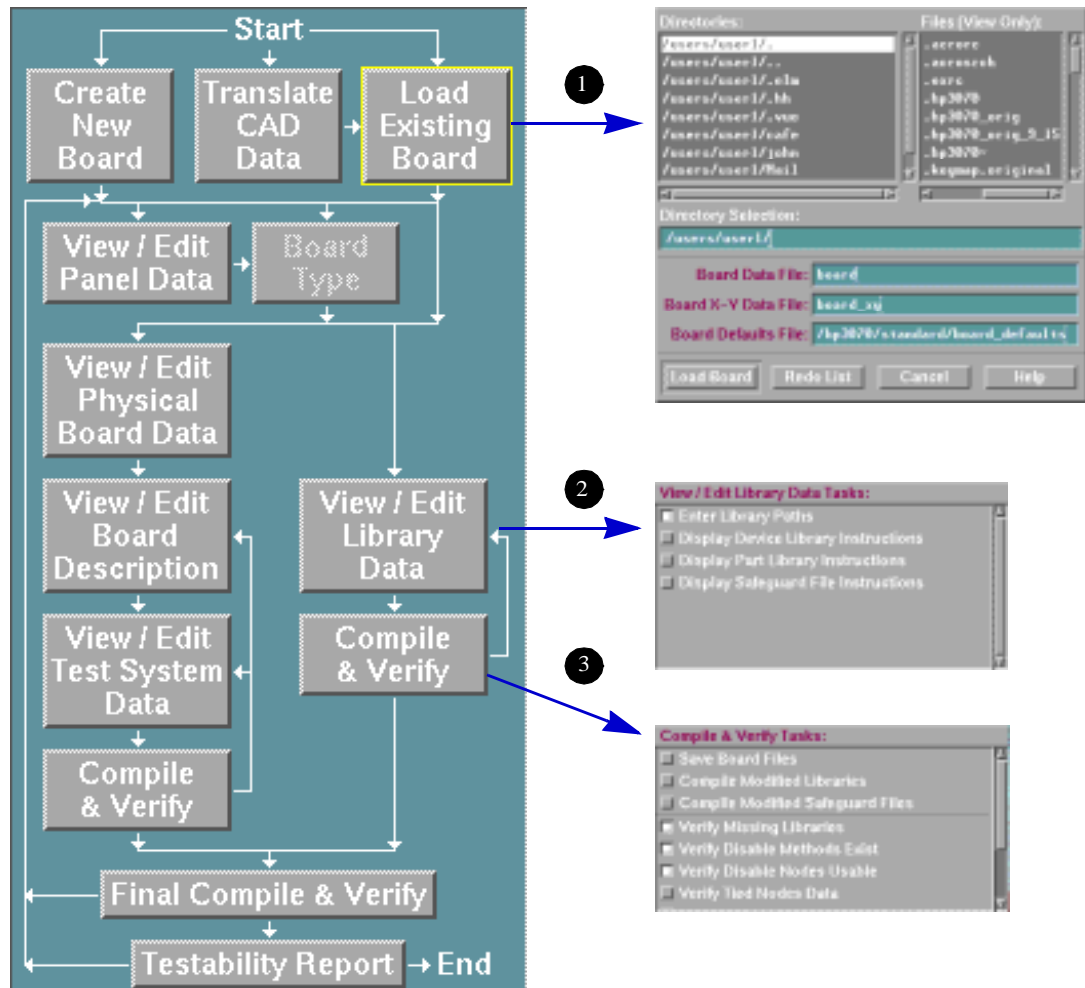 Start
Create
New
Board
Translate
CAD
Data
Load
Existing
Board
View / Edit
Panel Data
Board
Type
View / Edit
Physical
Board Data
View / Edit
Board
Description
View / Edit
Test System
Data
Compile
& Verify
View / Edit
Library
Data
Compile
& Verify
Final Compile & Verify
Testability Report
End
1
Directories:
/users/user1/.
/users/user1/..
/users/user1/.elm
/users/user1/.hh
/users/user1/.vue
/users/user1/cafe
/users/user1/john
/users/user1/Mail
Files (View Only):
.exrc
.hp3070
.hp3070_orig
.hp3070_orig_9_15
.hp3070~
.keymap.original
Directory Selection:
/users/user1/
Board Data File: board
Board X-Y Data File: board_xy
Board Defaults File: /hp3070/standard/board_defaults
Load Board
Redo List
Cancel
Help
2
View / Edit Library Data Tasks:
Enter Library Paths
Display Device Library Instructions
Display Part Library Instructions
Display Safeguard File Instructions
3
Compile & Verify Tasks:
Save Board Files
Compile Modified Libraries
Compile Modified Safeguard Files
Verify Missing Libraries
Verify Disable Methods Exist
Verify Disable Nodes Usable
Verify Tied Nodes Data